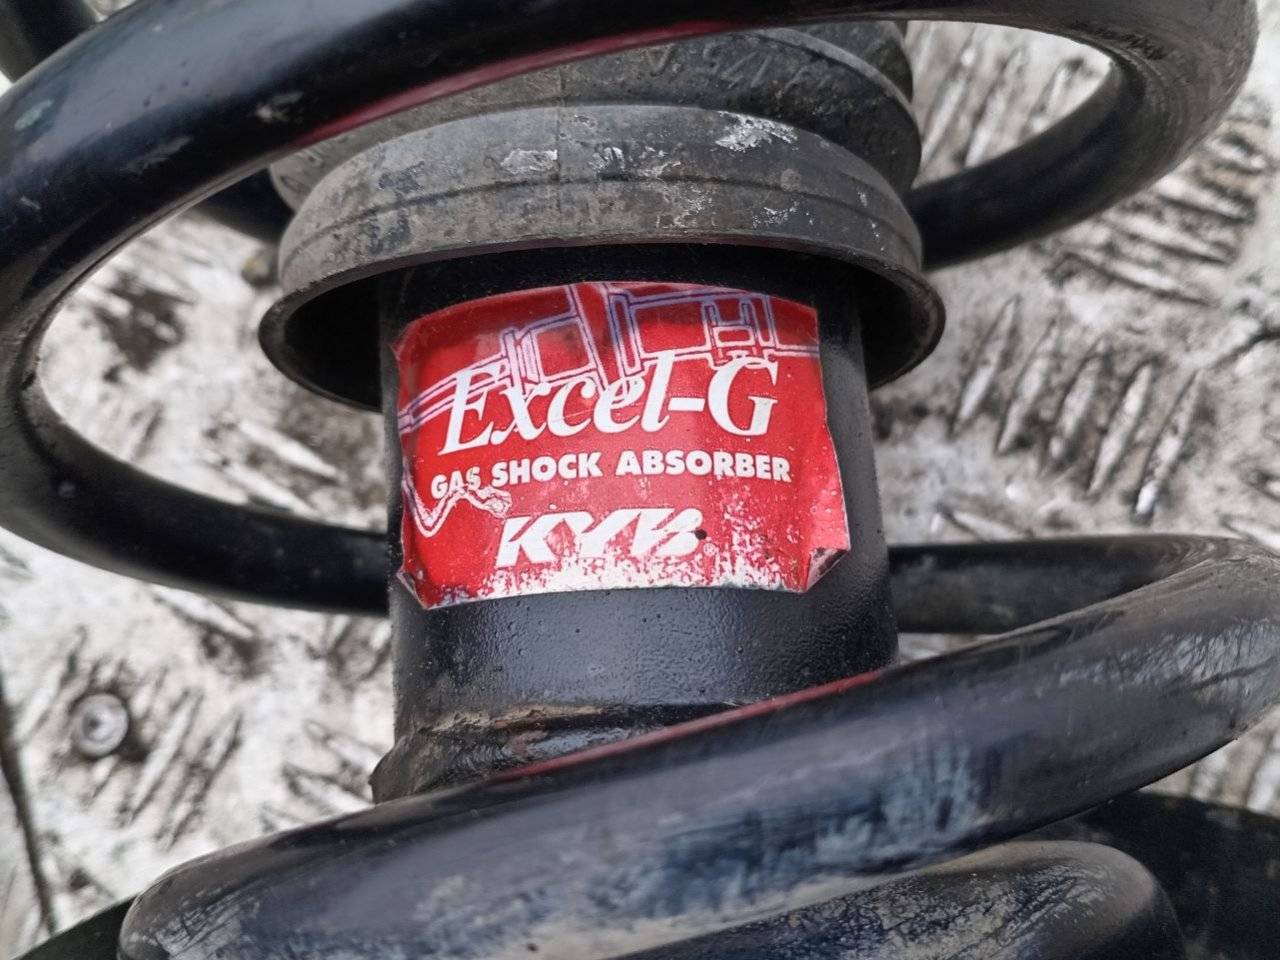 Excel-G
GAS SHOCK ABSORBER
KYB®